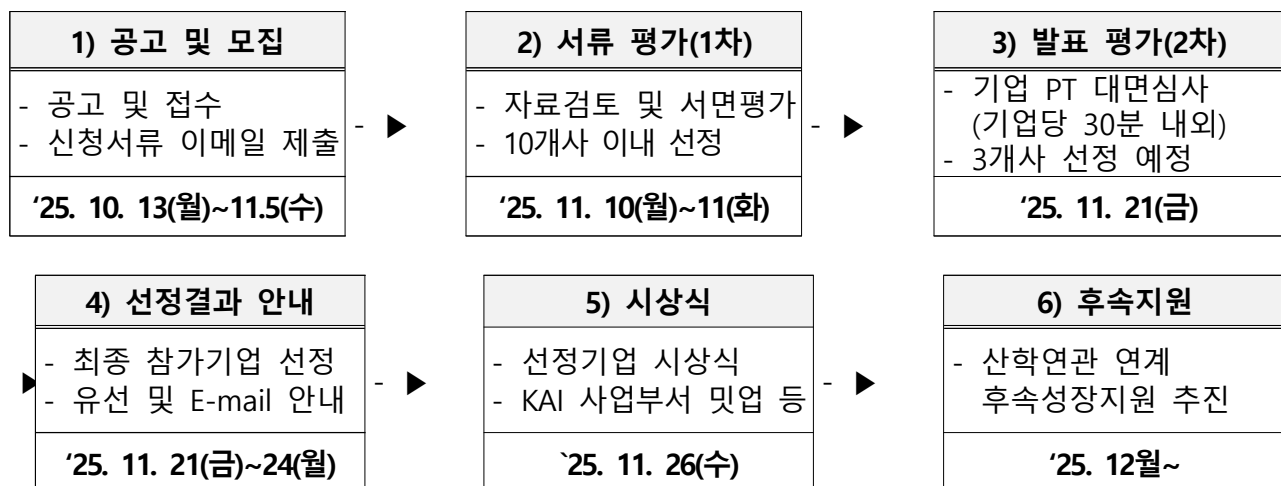 1) 공고 및 모집
- 공고 및 접수
- 신청서류 이메일 제출
‘25. 10. 13(월)~11.5(수)
- ▶
2) 서류 평가(1차)
- 자료검토 및 서면평가
- 10개사 이내 선정
‘25. 11. 10(월)~11(화)
- ▶
3) 발표 평가(2차)
- 기업 PT 대면심사
(기업당 30분 내외)
- 3개사 선정 예정
‘25. 11. 21(금)
▶
4) 선정결과 안내
- 최종 참가기업 선정
- 유선 및 E-mail 안내
‘25. 11. 21(금)~24(월)
- ▶
5) 시상식
- 선정기업 시상식
- KAI 사업부서 밋업 등
`25. 11. 26(수)
- ▶
6) 후속지원
- 산학연관 연계
후속성장지원 추진
‘25. 12월~